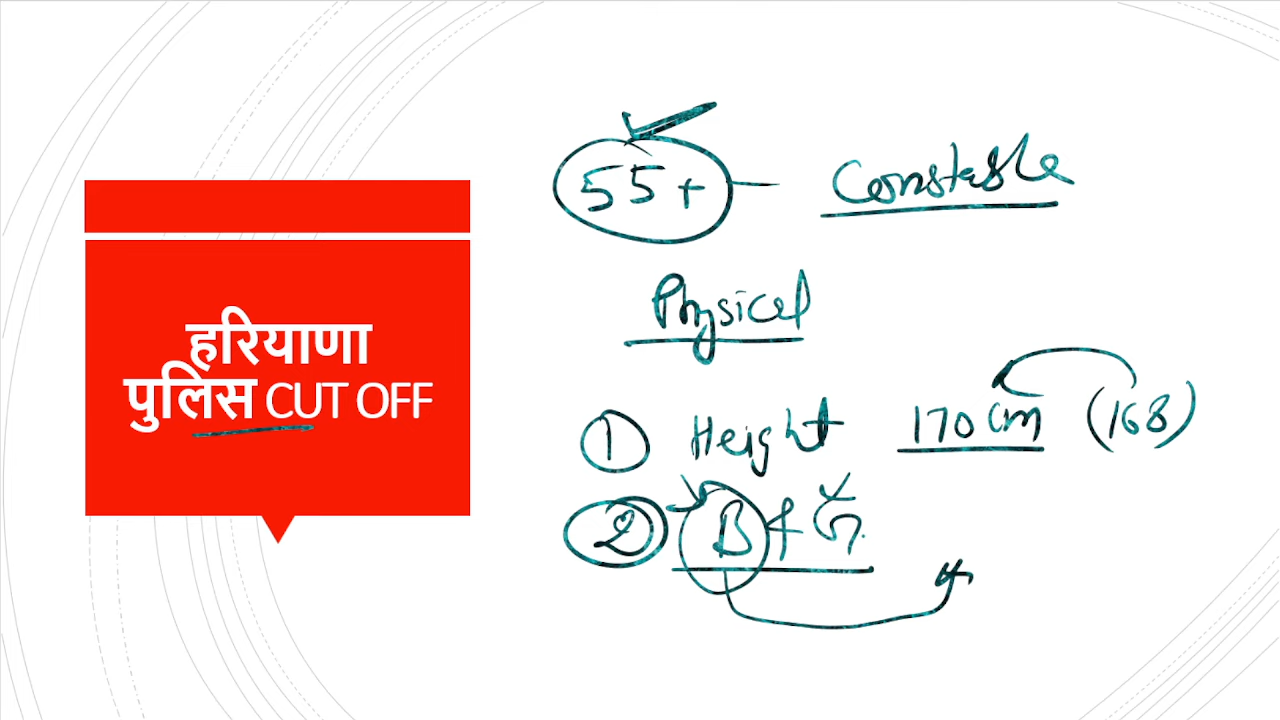 हरियाणा
पुलिस CUT OFF
55+ — Constable
Physical
① Height 170 cm (168)
② B & G